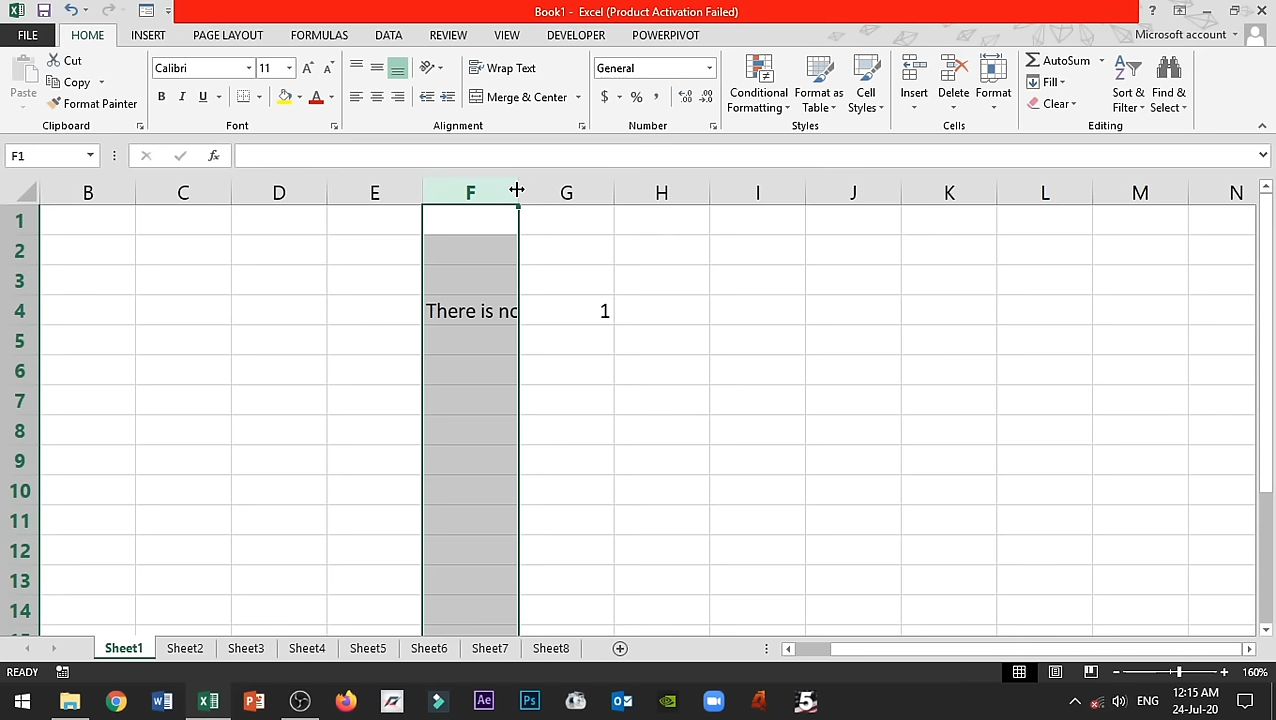 Book1 - Excel (Product Activation Failed)
FILE HOME INSERT PAGE LAYOUT FORMULAS DATA REVIEW VIEW DEVELOPER POWERPIVOT Microsoft account
Cut
Copy
Format Painter
Paste
Clipboard
Calibri 11
B I U
Font
Wrap Text
Merge & Center
Alignment
General
$ % ,
Number
Conditional Formatting
Format as Table
Cell Styles
Styles
Insert Delete Format
Cells
AutoSum
Fill
Clear
Sort & Filter
Find & Select
Editing
F1 fx
B C D E F G H I J K L M N
1
2
3
4 There is no 1
5
6
7
8
9
10
11
12
13
14
Sheet1 Sheet2 Sheet3 Sheet4 Sheet5 Sheet6 Sheet7 Sheet8
READY 160%
ENG 12:15 AM
24-Jul-20